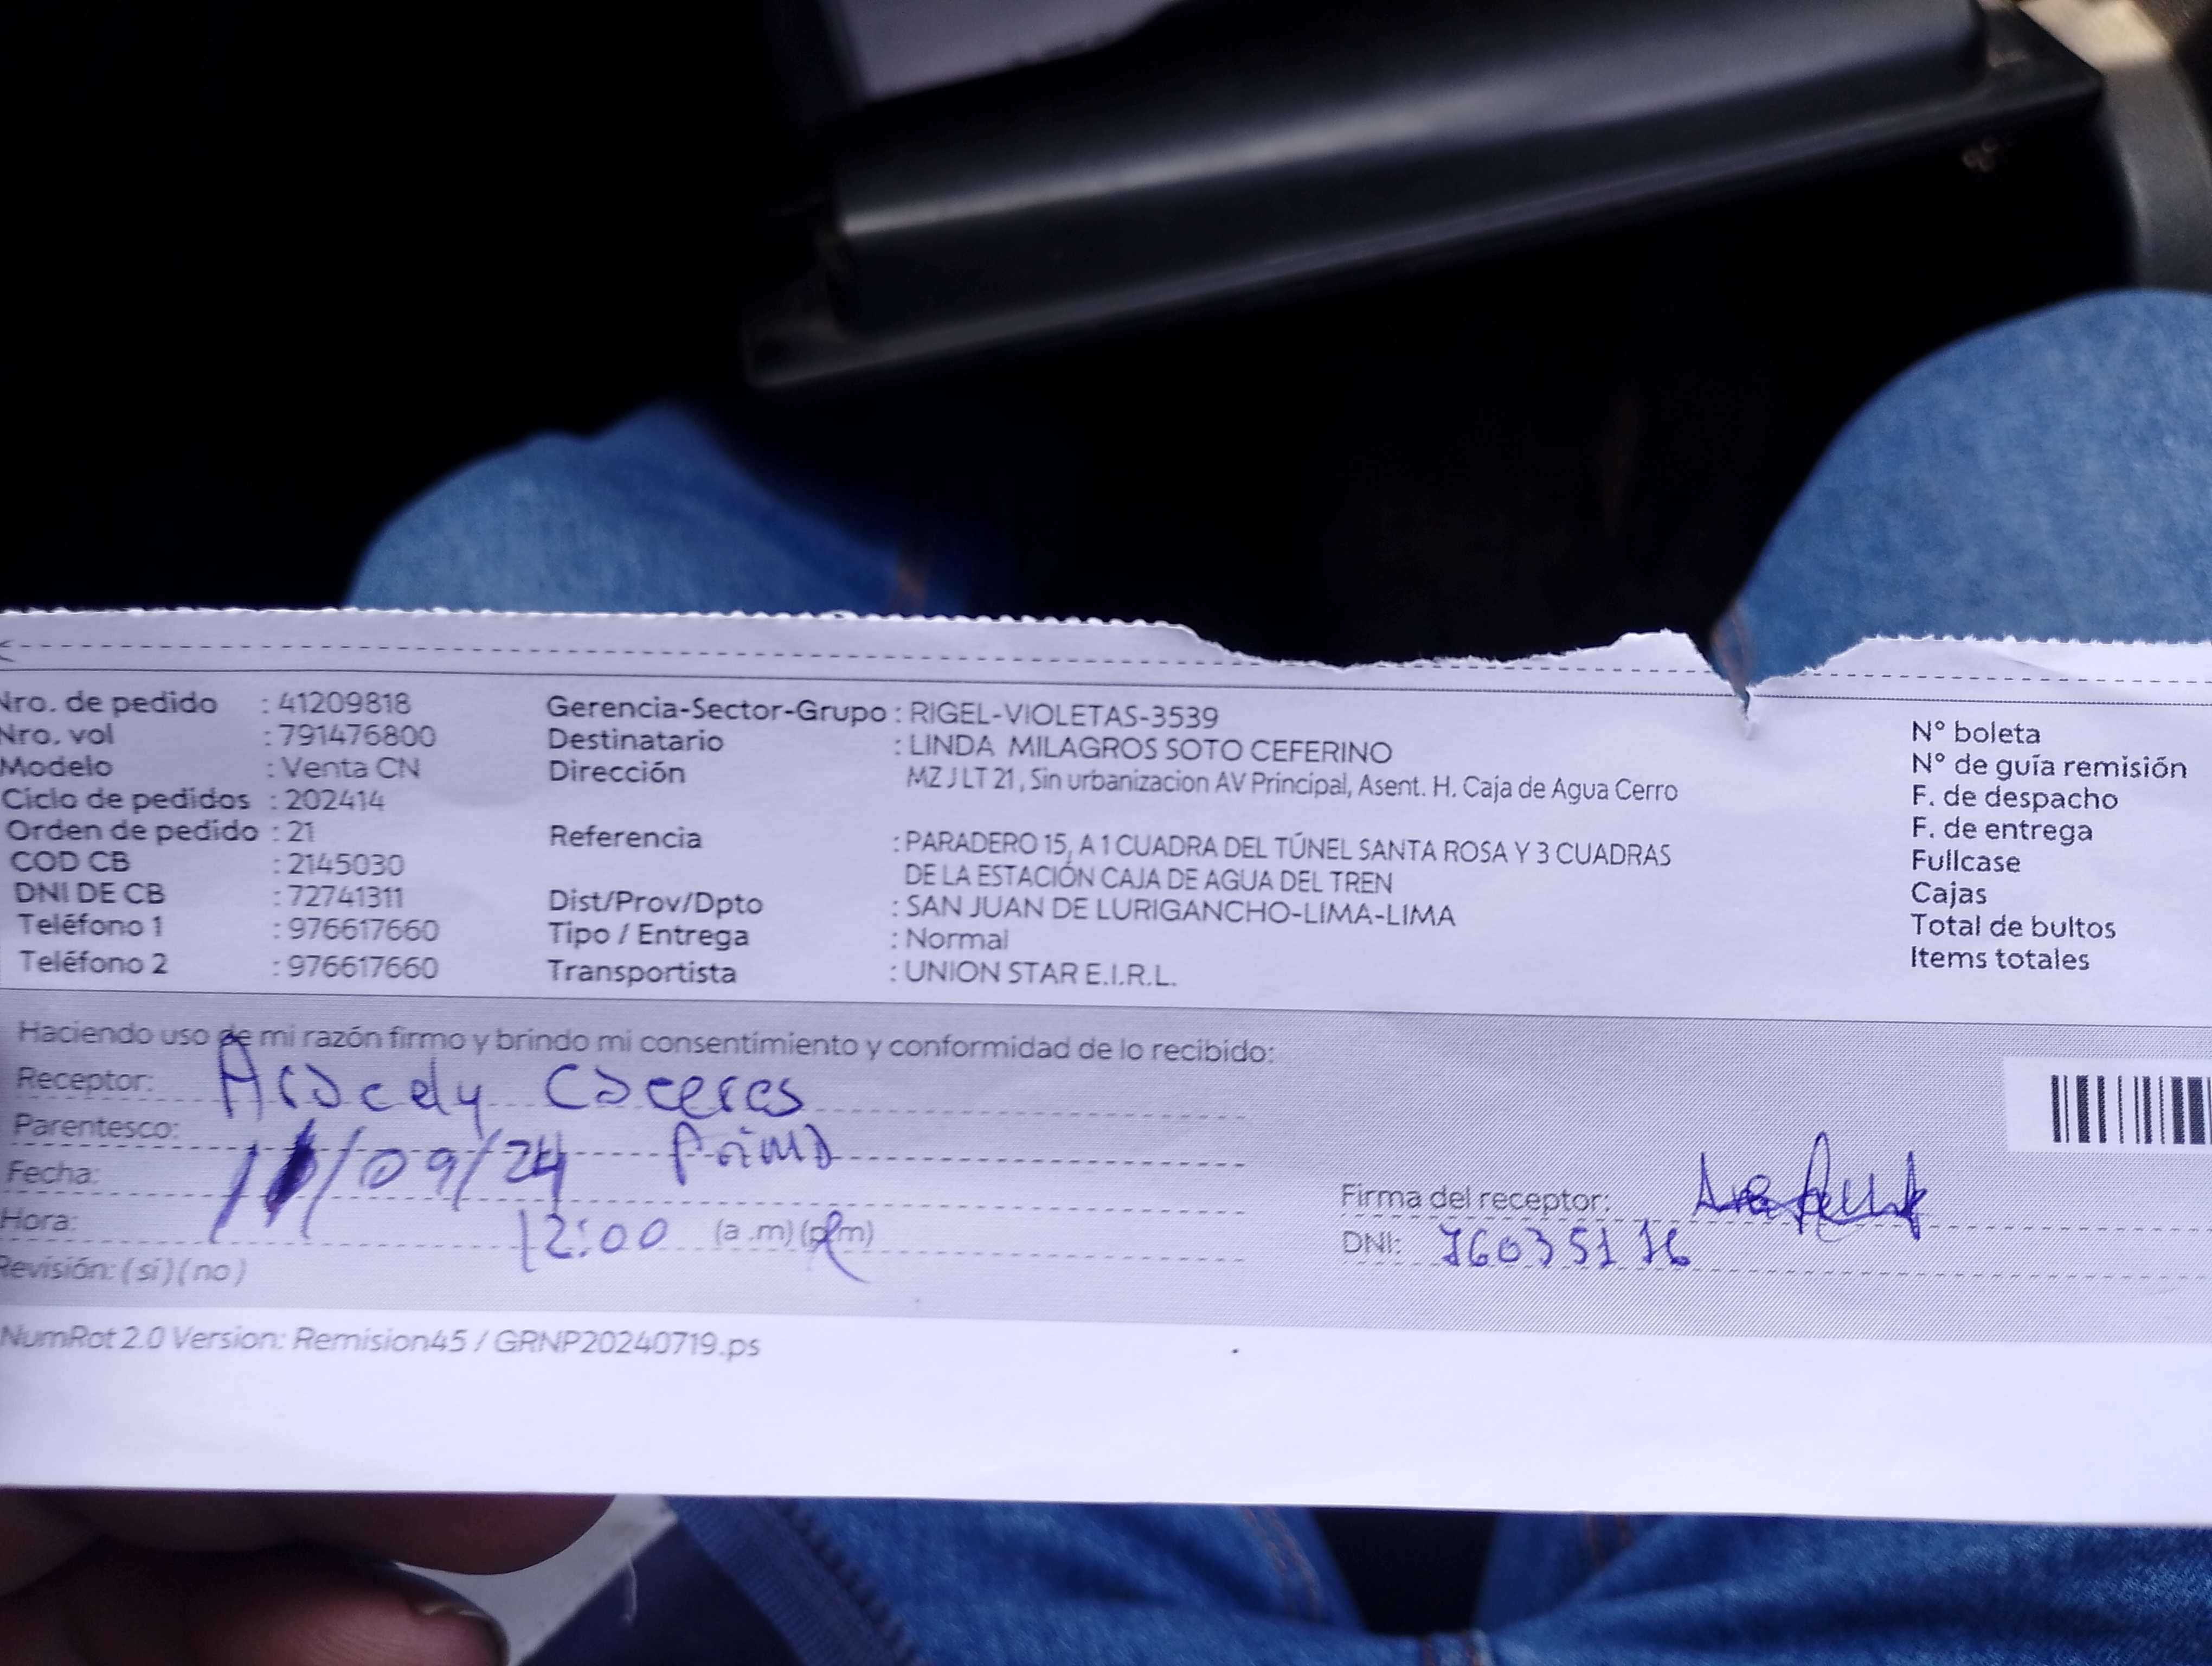 Nro. de pedido : 41209818
Nro. vol : 791476800
Modelo : Venta CN
Ciclo de pedidos : 202414
Orden de pedido : 21
COD CB : 2145030
DNI DE CB : 72741311
Teléfono 1 : 976617660
Teléfono 2 : 976617660
Gerencia-Sector-Grupo : RIGEL-VIOLETAS-3539
Destinatario : LINDA MILAGROS SOTO CEFERINO
Dirección MZ J LT 21 , Sin urbanizacion AV Principal, Asent. H. Caja de Agua Cerro
Referencia : PARADERO 15, A 1 CUADRA DEL TÚNEL SANTA ROSA Y 3 CUADRAS
DE LA ESTACIÓN CAJA DE AGUA DEL TREN
Dist/Prov/Dpto : SAN JUAN DE LURIGANCHO-LIMA-LIMA
Tipo / Entrega : Normal
Transportista : UNION STAR E.I.R.L.
N° boleta
N° de guía remisión
F. de despacho
F. de entrega
Fullcase
Cajas
Total de bultos
Items totales
Haciendo uso de mi razón firmo y brindo mi consentimiento y conformidad de lo recibido:
Receptor: Aracely Caceres
Parentesco: Prima
Fecha: 11/09/24
Hora: 12:00 (a .m) (p.m)
Revisión: (si) (no)
Firma del receptor:
DNI: 76035176
NumRot 2.0 Version: Remision45 / GRNP20240719.ps